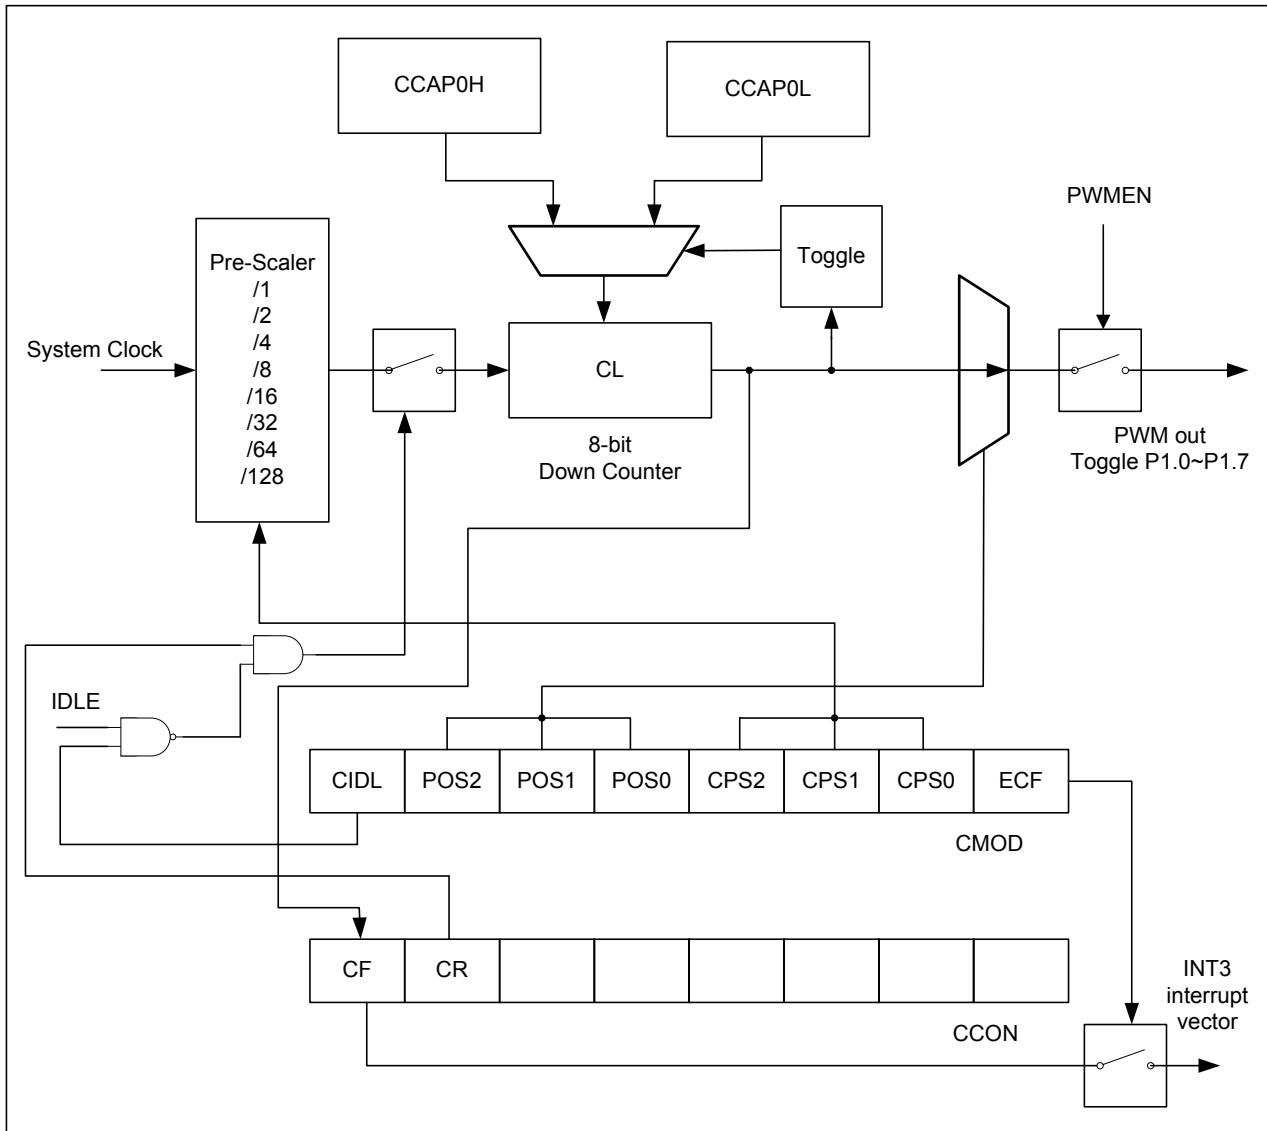 CCAP0H
CCAP0L
PWMEN
Pre-Scaler
/1
/2
/4
/8
/16
/32
/64
/128
Toggle
System Clock
CL
8-bit
Down Counter
PWM out
Toggle P1.0~P1.7
IDLE
CIDL POS2 POS1 POS0 CPS2 CPS1 CPS0 ECF
CMOD
CF CR
CCON
INT3
interrupt
vector